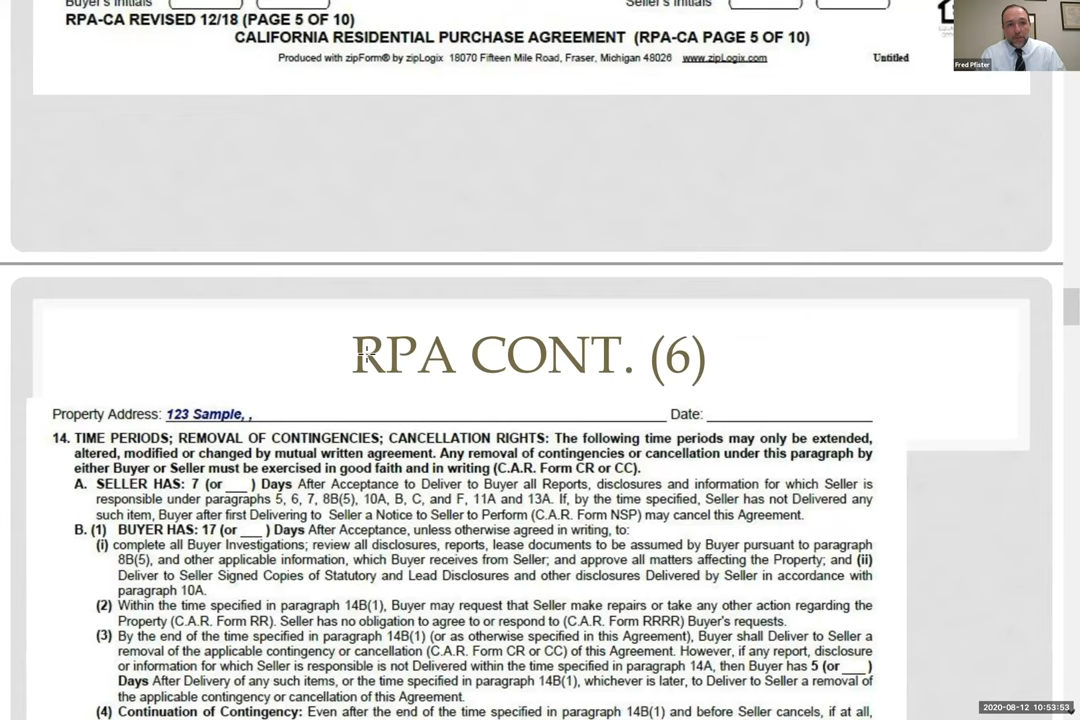 Buyer's Initials
Seller's Initials
RPA-CA REVISED 12/18 (PAGE 5 OF 10)
CALIFORNIA RESIDENTIAL PURCHASE AGREEMENT (RPA-CA PAGE 5 OF 10)
Produced with zipForm® by zipLogix 18070 Fifteen Mile Road, Fraser, Michigan 48026 www.zipLogix.com
Untitled
Fred Pfister
RPA CONT. (6)
Property Address: 123 Sample, , Date:
14. TIME PERIODS; REMOVAL OF CONTINGENCIES; CANCELLATION RIGHTS: The following time periods may only be extended,
altered, modified or changed by mutual written agreement. Any removal of contingencies or cancellation under this paragraph by
either Buyer or Seller must be exercised in good faith and in writing (C.A.R. Form CR or CC).
A. SELLER HAS: 7 (or ___ ) Days After Acceptance to Deliver to Buyer all Reports, disclosures and information for which Seller is
responsible under paragraphs 5, 6, 7, 8B(5), 10A, B, C, and F, 11A and 13A. If, by the time specified, Seller has not Delivered any
such item, Buyer after first Delivering to Seller a Notice to Seller to Perform (C.A.R. Form NSP) may cancel this Agreement.
B. (1) BUYER HAS: 17 (or ___ ) Days After Acceptance, unless otherwise agreed in writing, to:
(i) complete all Buyer Investigations; review all disclosures, reports, lease documents to be assumed by Buyer pursuant to paragraph
8B(5), and other applicable information, which Buyer receives from Seller; and approve all matters affecting the Property; and (ii)
Deliver to Seller Signed Copies of Statutory and Lead Disclosures and other disclosures Delivered by Seller in accordance with
paragraph 10A.
(2) Within the time specified in paragraph 14B(1), Buyer may request that Seller make repairs or take any other action regarding the
Property (C.A.R. Form RR). Seller has no obligation to agree to or respond to (C.A.R. Form RRRR) Buyer's requests.
(3) By the end of the time specified in paragraph 14B(1) (or as otherwise specified in this Agreement), Buyer shall Deliver to Seller a
removal of the applicable contingency or cancellation (C.A.R. Form CR or CC) of this Agreement. However, if any report, disclosure
or information for which Seller is responsible is not Delivered within the time specified in paragraph 14A, then Buyer has 5 (or ___ )
Days After Delivery of any such items, or the time specified in paragraph 14B(1), whichever is later, to Deliver to Seller a removal of
the applicable contingency or cancellation of this Agreement.
(4) Continuation of Contingency: Even after the end of the time specified in paragraph 14B(1) and before Seller cancels, if at all,
2020-08-12 10:53:53